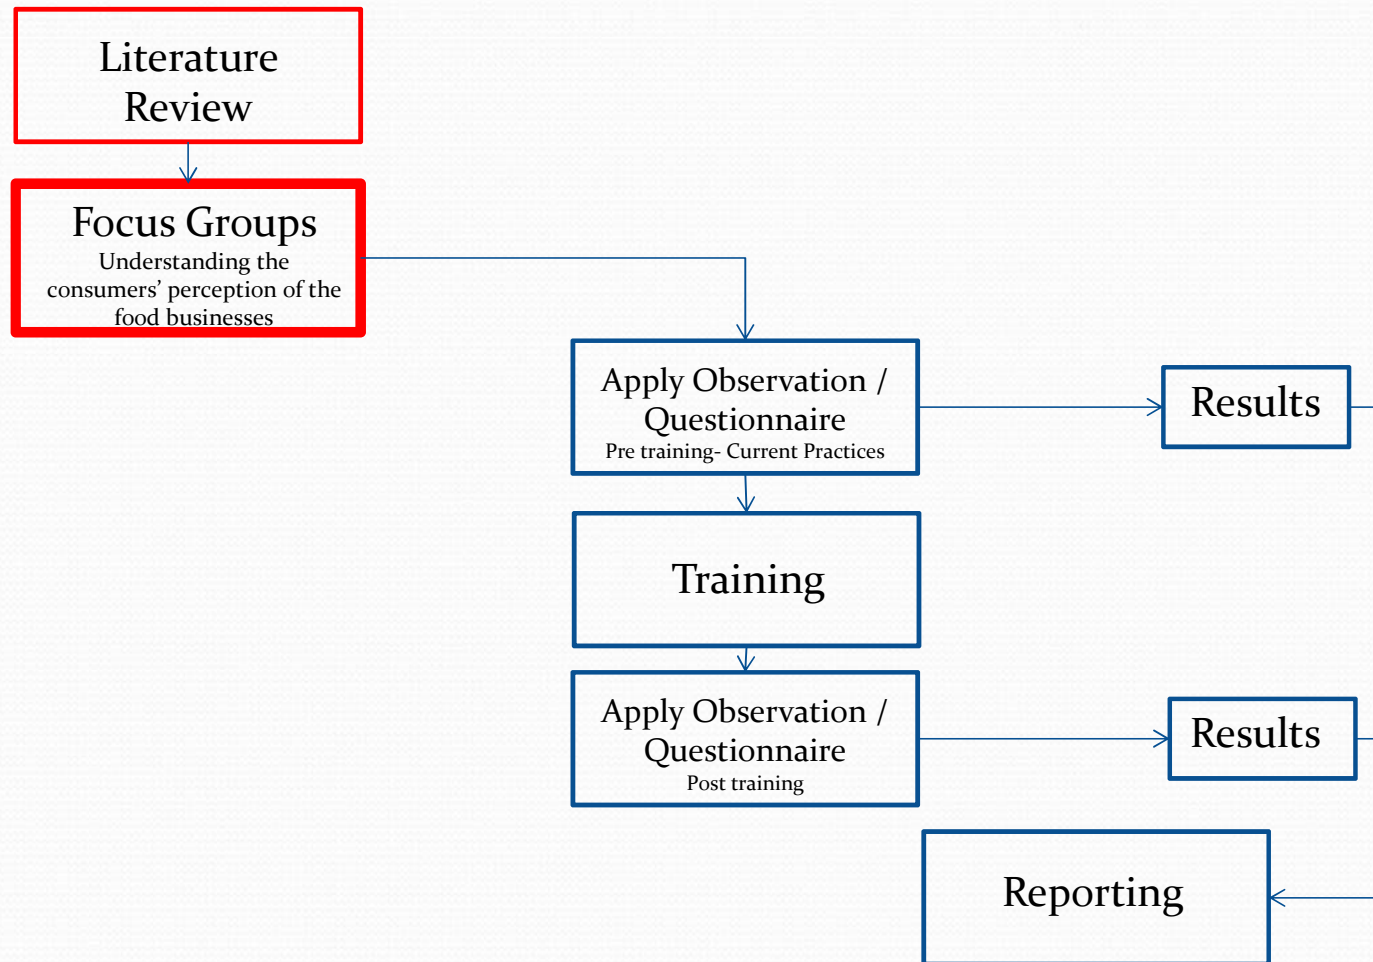 Literature
Review
Focus Groups
Understanding the
consumers’ perception of the
food businesses
Apply Observation /
Questionnaire
Pre training- Current Practices
Results
Training
Apply Observation /
Questionnaire
Post training
Results
Reporting